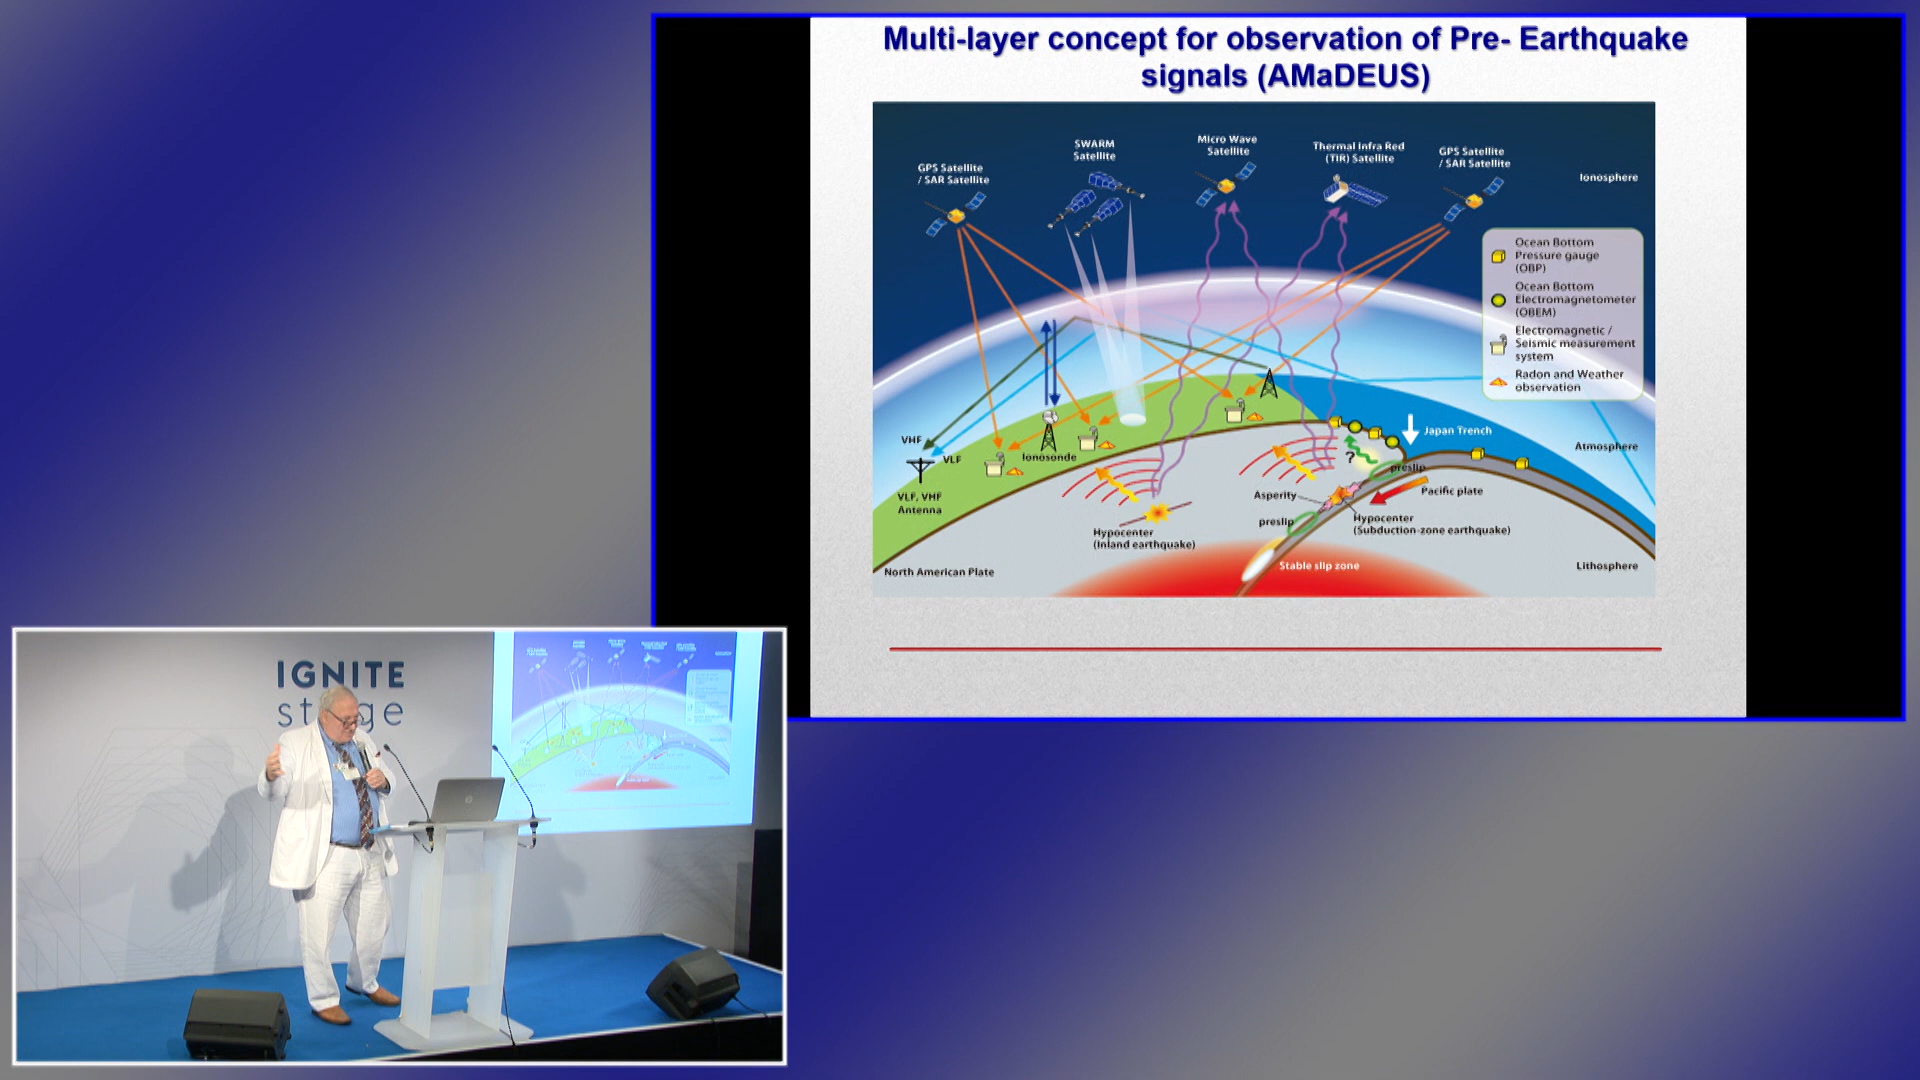 Multi-layer concept for observation of Pre- Earthquake
signals (AMaDEUS)
GPS Satellite
/ SAR Satellite
SWARM
Satellite
Micro Wave
Satellite
Thermal Infra Red
(TIR) Satellite
GPS Satellite
/ SAR Satellite
Ionosphere
Ocean Bottom
Pressure gauge
(OBP)
Ocean Bottom
Electromagnetometer
(OBEM)
Electromagnetic /
Seismic measurement
system
Radon and Weather
observation
VHF
VLF
VLF, VHF
Antenna
Ionosonde
Japan Trench
Atmosphere
?
preslip
Asperity
Pacific plate
preslip
Hypocenter
(Subduction-zone earthquake)
Hypocenter
(Inland earthquake)
North American Plate
Stable slip zone
Lithosphere
IGNITE